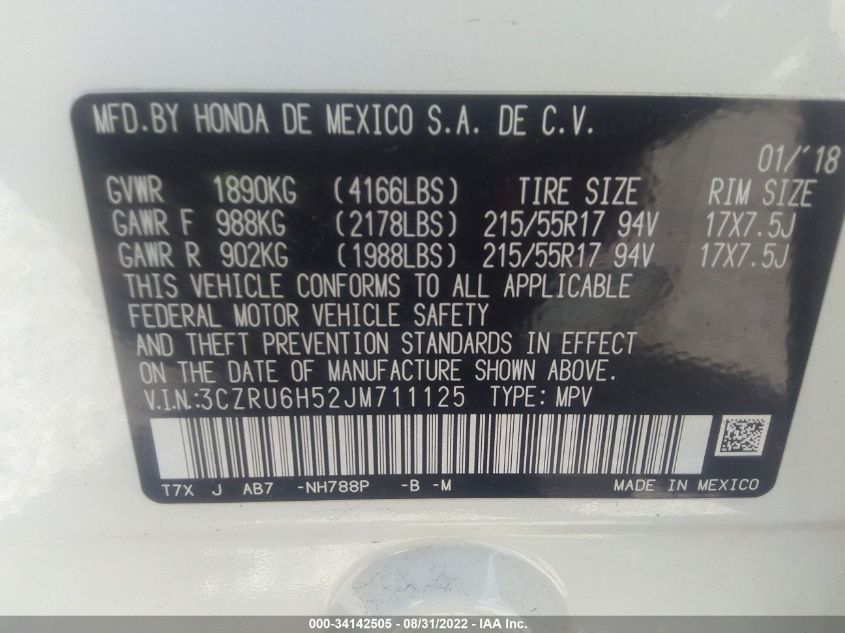 MFD.BY HONDA DE MEXICO S.A. DE C.V.
01/'18
GVWR 1890KG (4166LBS) TIRE SIZE RIM SIZE
GAWR F 988KG (2178LBS) 215/55R17 94V 17X7.5J
GAWR R 902KG (1988LBS) 215/55R17 94V 17X7.5J
THIS VEHICLE CONFORMS TO ALL APPLICABLE
FEDERAL MOTOR VEHICLE SAFETY
AND THEFT PREVENTION STANDARDS IN EFFECT
ON THE DATE OF MANUFACTURE SHOWN ABOVE.
V.I.N.:3CZRU6H52JM711125 TYPE: MPV
T7X J AB7 -NH788P -B -M MADE IN MEXICO
000-34142505 - 08/31/2022 - IAA Inc.